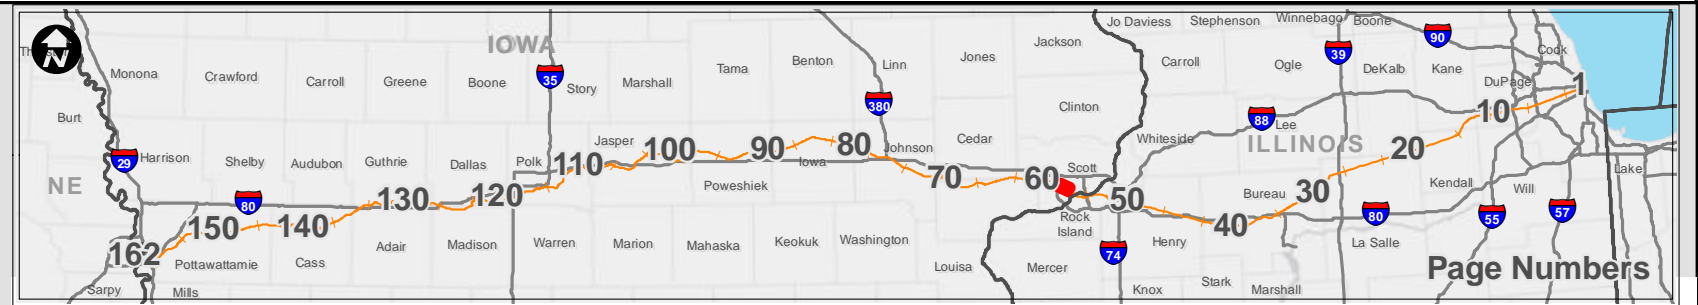 Th
N
IOWA
Monona
Crawford
Carroll
Greene
Boone
35
Story
Marshall
Tama
Benton
Linn
Jones
Jackson
Jo Daviess
Stephenson
Winnebago
Boone
90
39
Carroll
Ogle
DeKalb
Kane
Cook
DuPage
1
10
Burt
380
Clinton
88
Lee
Whiteside
ILLINOIS
20
29
Harrison
Shelby
Audubon
Guthrie
Dallas
Polk
Jasper
110
100
90
Iowa
80
Johnson
Cedar
70
60
Scott
50
Lake
NE
Poweshiek
Bureau
30
Kendall
Will
80
130
120
162
150
140
Rock
Island
40
80
55
57
Pottawattamie
Cass
Adair
Madison
Warren
Marion
Mahaska
Keokuk
Washington
Louisa
Mercer
74
Henry
La Salle
Sarpy
Mills
Knox
Stark
Marshall
Page Numbers